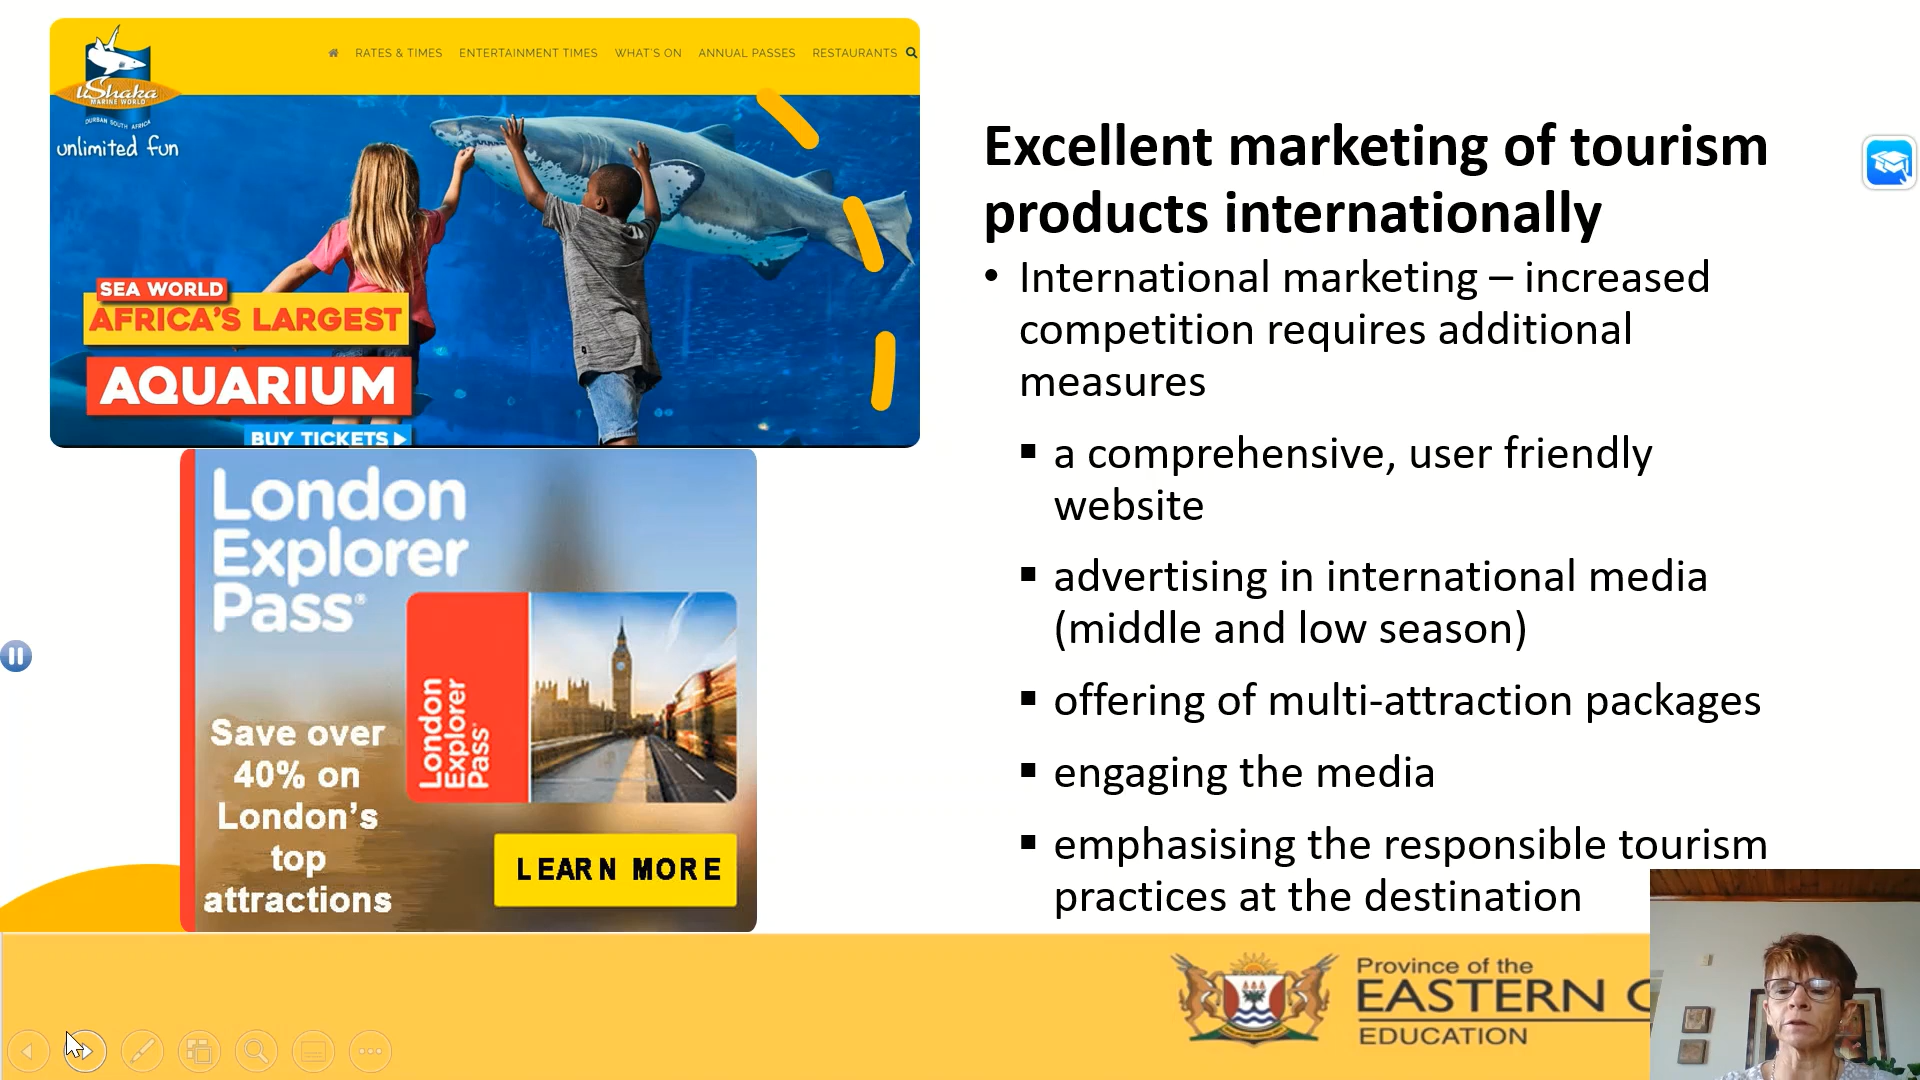 RATES & TIMES ENTERTAINMENT TIMES WHAT'S ON ANNUAL PASSES RESTAURANTS
uShaka
MARINE WORLD
DURBAN SOUTH AFRICA
unlimited fun
SEA WORLD
AFRICA'S LARGEST
AQUARIUM
BUY TICKETS
London
Explorer
Pass®
London
Explorer
Pass
Save over
40% on
London's
top
attractions
LEARN MORE
Excellent marketing of tourism
products internationally
• International marketing – increased
competition requires additional
measures
▪ a comprehensive, user friendly
website
▪ advertising in international media
(middle and low season)
▪ offering of multi-attraction packages
▪ engaging the media
▪ emphasising the responsible tourism
practices at the destination
Province of the
EASTERN C
EDUCATION